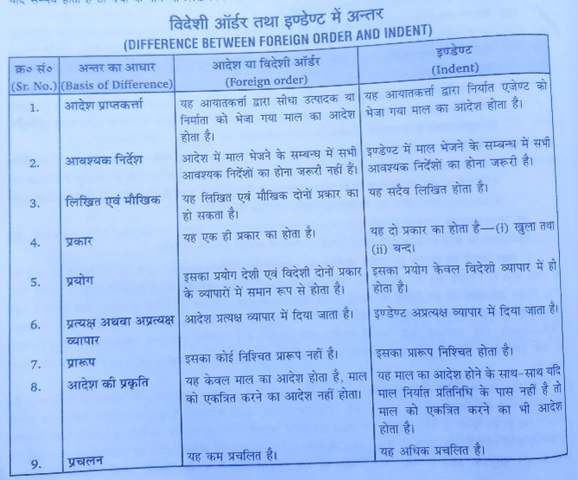 विदेशी ऑर्डर तथा इण्डेण्ट में अन्तर
(DIFFERENCE BETWEEN FOREIGN ORDER AND INDENT)
क्र० सं० अन्तर का आधार आदेश या विदेशी ऑर्डर इण्डेण्ट
(Sr. No.) (Basis of Difference) (Foreign order) (Indent)
1. आदेश प्राप्तकर्त्ता यह आयातकर्त्ता द्वारा सीधा उत्पादक या यह आयातकर्त्ता द्वारा निर्यात एजेण्ट को
निर्माता को भेजा गया माल का आदेश भेजा गया माल का आदेश होता है।
होता है।
2. आवश्यक निर्देश आदेश में माल भेजने के सम्बन्ध में सभी इण्डेण्ट में माल भेजने के सम्बन्ध में सभी
आवश्यक निर्देशों का होना जरूरी नहीं हैं। आवश्यक निर्देशों का होना जरूरी है।
3. लिखित एवं मौखिक यह लिखित एवं मौखिक दोनों प्रकार का यह सदैव लिखित होता है।
हो सकता है।
4. प्रकार यह एक ही प्रकार का होता है। यह दो प्रकार का होता है—(i) खुला तथा
(ii) बन्द।
5. प्रयोग इसका प्रयोग देशी एवं विदेशी दोनों प्रकार इसका प्रयोग केवल विदेशी व्यापार में ही
के व्यापारों में समान रूप से होता है। होता है।
6. प्रत्यक्ष अथवा अप्रत्यक्ष आदेश प्रत्यक्ष व्यापार में दिया जाता है। इण्डेण्ट अप्रत्यक्ष व्यापार में दिया जाता है।
व्यापार
7. प्रारूप इसका कोई निश्चित प्रारूप नहीं है। इसका प्रारूप निश्चित होता है।
8. आदेश की प्रकृति यह केवल माल का आदेश होता है, माल यह माल का आदेश होने के साथ-साथ यदि
को एकत्रित करने का आदेश नहीं होता। माल निर्यात प्रतिनिधि के पास नहीं है तो
माल को एकत्रित करने का भी आदेश
होता है।
9. प्रचलन यह कम प्रचलित है। यह अधिक प्रचलित है।